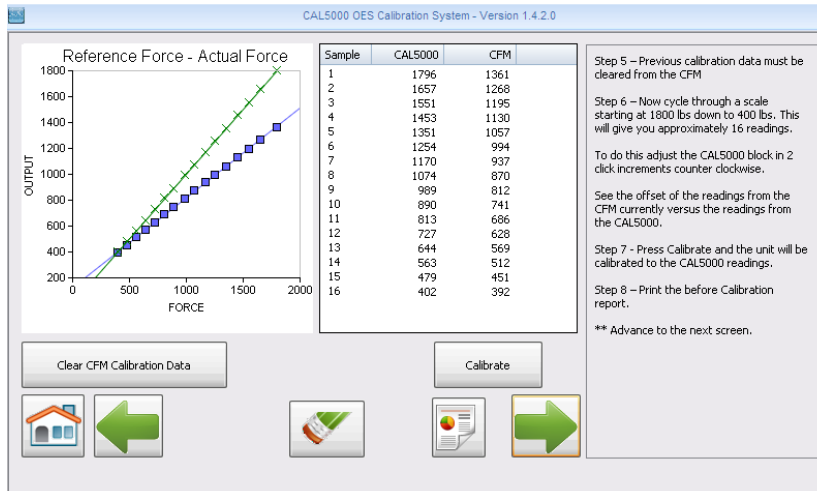 CAL5000 OES Calibration System - Version 1.4.2.0
Reference Force - Actual Force
1800
1600
1400
1200
1000
800
600
400
200
OUTPUT
0 500 1000 1500 2000
FORCE
Sample CAL5000 CFM
1 1796 1361
2 1657 1268
3 1551 1195
4 1453 1130
5 1351 1057
6 1254 994
7 1170 937
8 1074 870
9 989 812
10 890 741
11 813 686
12 727 628
13 644 569
14 563 512
15 479 451
16 402 392
Step 5 – Previous calibration data must be
cleared from the CFM
Step 6 – Now cycle through a scale
starting at 1800 lbs down to 400 lbs. This
will give you approximately 16 readings.
To do this adjust the CAL5000 block in 2
click increments counter clockwise.
See the offset of the readings from the
CFM currently versus the readings from
the CAL5000.
Step 7 - Press Calibrate and the unit will be
calibrated to the CAL5000 readings.
Step 8 – Print the before Calibration
report.
** Advance to the next screen.
Clear CFM Calibration Data
Calibrate